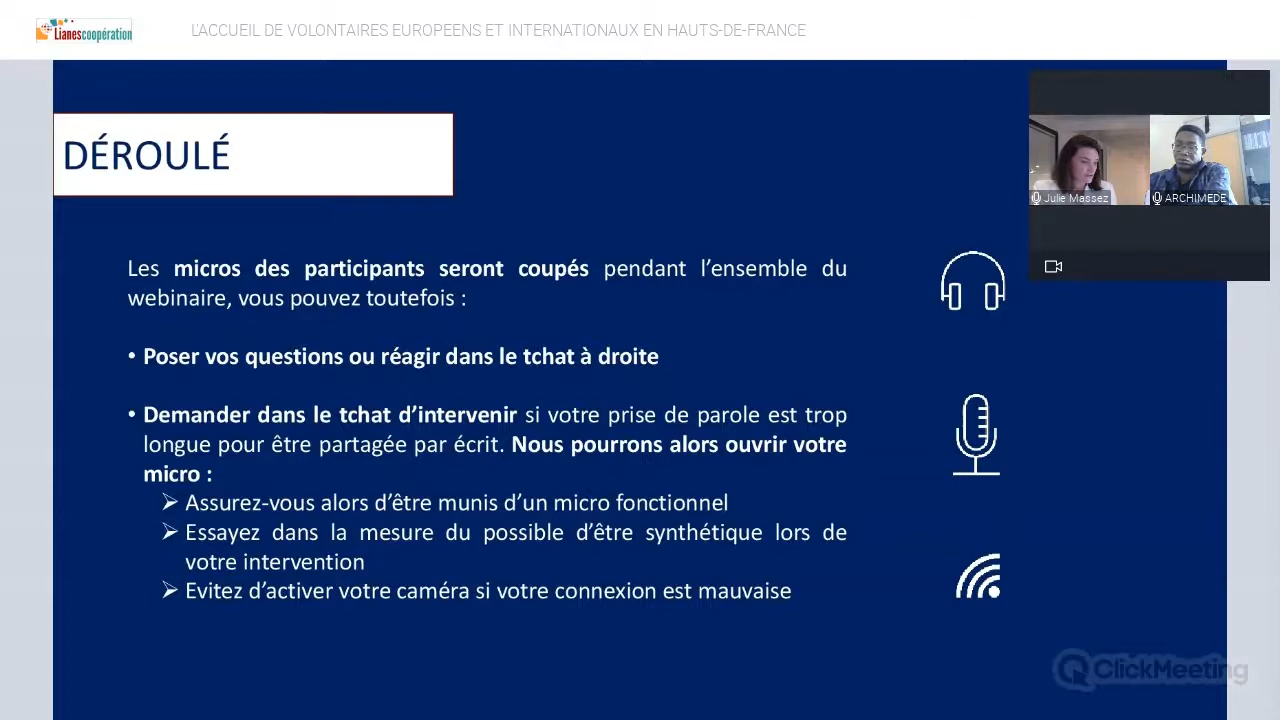 Lianescoopération
L'ACCUEIL DE VOLONTAIRES EUROPEENS ET INTERNATIONAUX EN HAUTS-DE-FRANCE
DÉROULÉ
Julie Massez
ARCHIMEDE
Les micros des participants seront coupés pendant l’ensemble du
webinaire, vous pouvez toutefois :
• Poser vos questions ou réagir dans le tchat à droite
• Demander dans le tchat d’intervenir si votre prise de parole est trop
longue pour être partagée par écrit. Nous pourrons alors ouvrir votre
micro :
➢ Assurez-vous alors d’être munis d’un micro fonctionnel
➢ Essayez dans la mesure du possible d’être synthétique lors de
votre intervention
➢ Evitez d’activer votre caméra si votre connexion est mauvaise
ClickMeeting